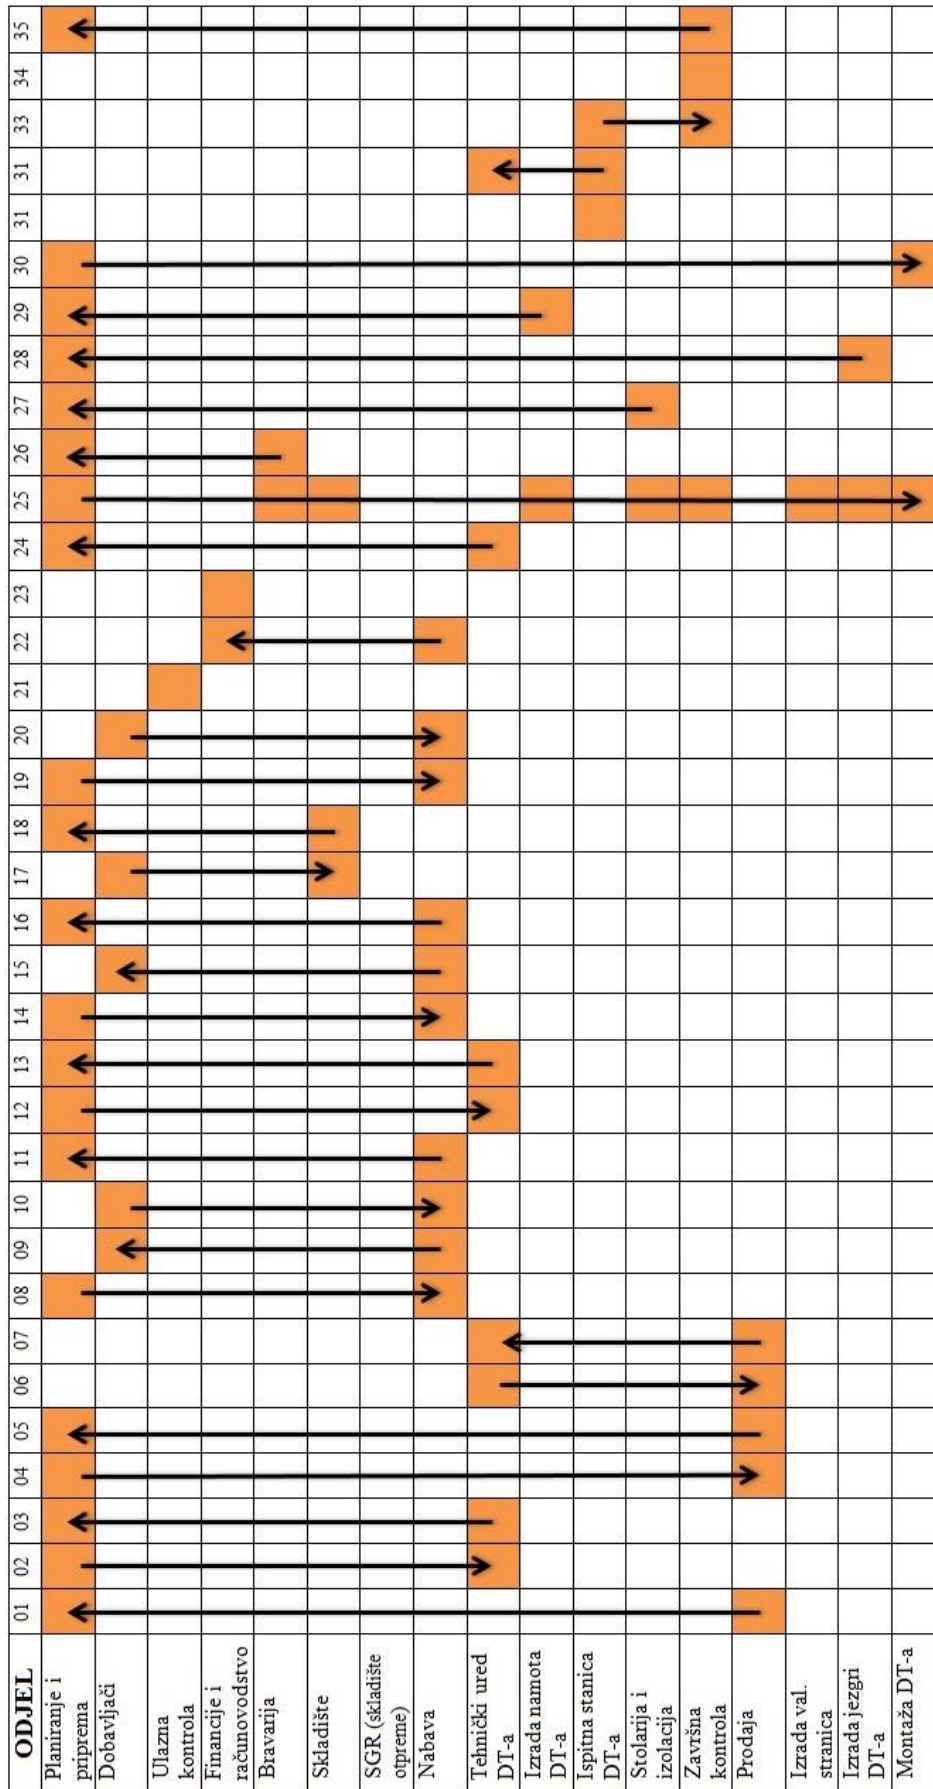 ODJEL 01 02 03 04 05 06 07 08 09 10 11 12 13 14 15 16 17 18 19 20 21 22 23 24 25 26 27 28 29 30 31 31 33 34 35
Planiranje i
priprema
Dobavljači
Ulazna
kontrola
Financije i
računovodstvo
Bravarija
Skladište
SGR (skladište
otpreme)
Nabava
Tehnički ured
DT-a
Izrada namota
DT-a
Ispitna stanica
DT-a
Stolarija i
izolacija
Završna
kontrola
Prodaja
Izrada val.
stranica
Izrada jezgri
DT-a
Montaža DT-a